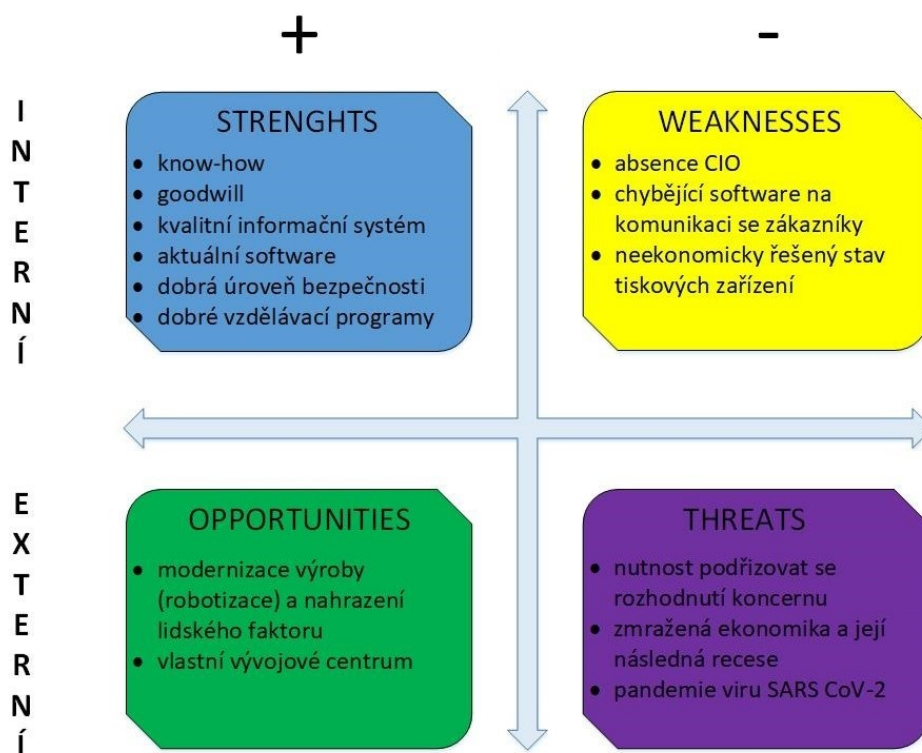 +
-
INTERNÍ
STRENGHTS
• know-how
• goodwill
• kvalitní informační systém
• aktuální software
• dobrá úroveň bezpečnosti
• dobré vzdělávací programy
WEAKNESSES
• absence CIO
• chybějící software na
komunikaci se zákazníky
• neekonomicky řešený stav
tiskových zařízení
EXTERNÍ
OPPORTUNITIES
• modernizace výroby
(robotizace) a nahrazení
lidského faktoru
• vlastní vývojové centrum
THREATS
• nutnost podřizovat se
rozhodnutí koncernu
• zmražená ekonomika a její
následná recese
• pandemie viru SARS CoV-2